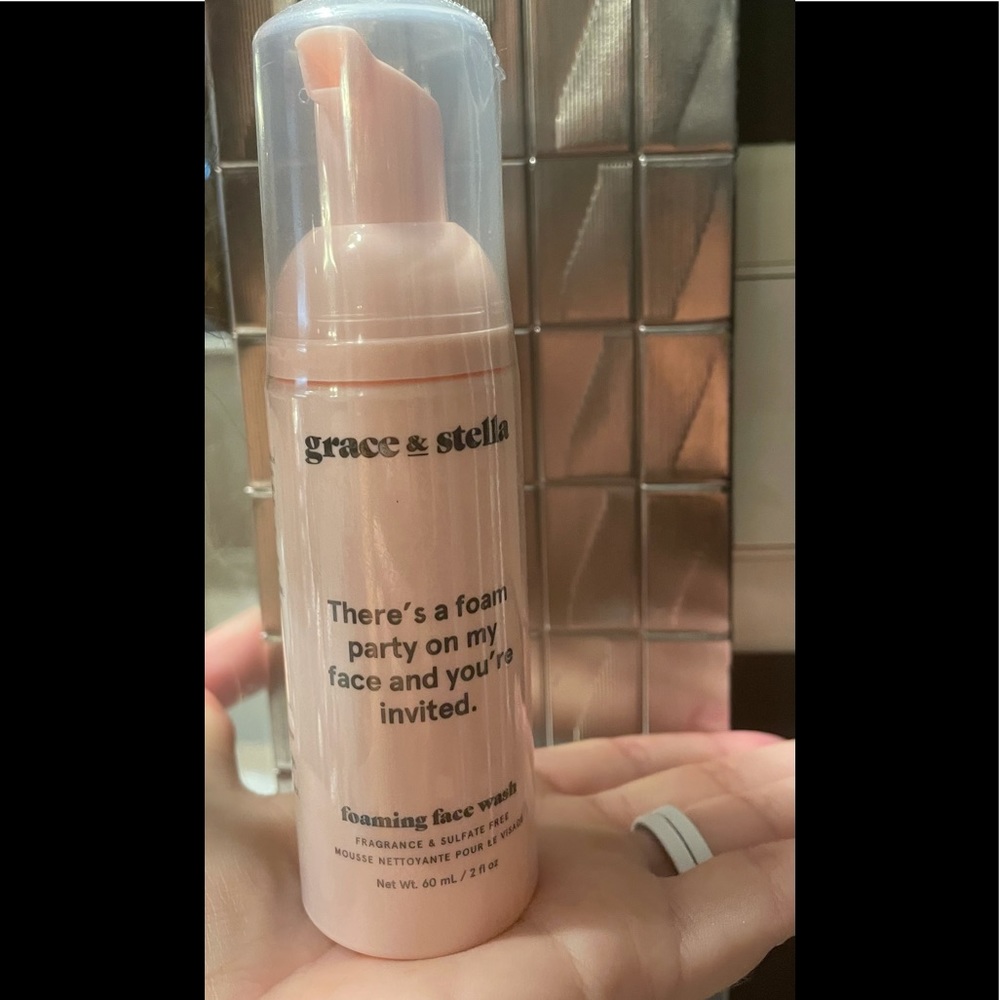 grace & stella
There's a foam
party on my
face and you're
invited.
foaming face wash
FRAGRANCE & SULFATE FREE
MOUSSE NETTOYANTE POUR LE VISAGE
Net Wt. 60 mL / 2 fl oz